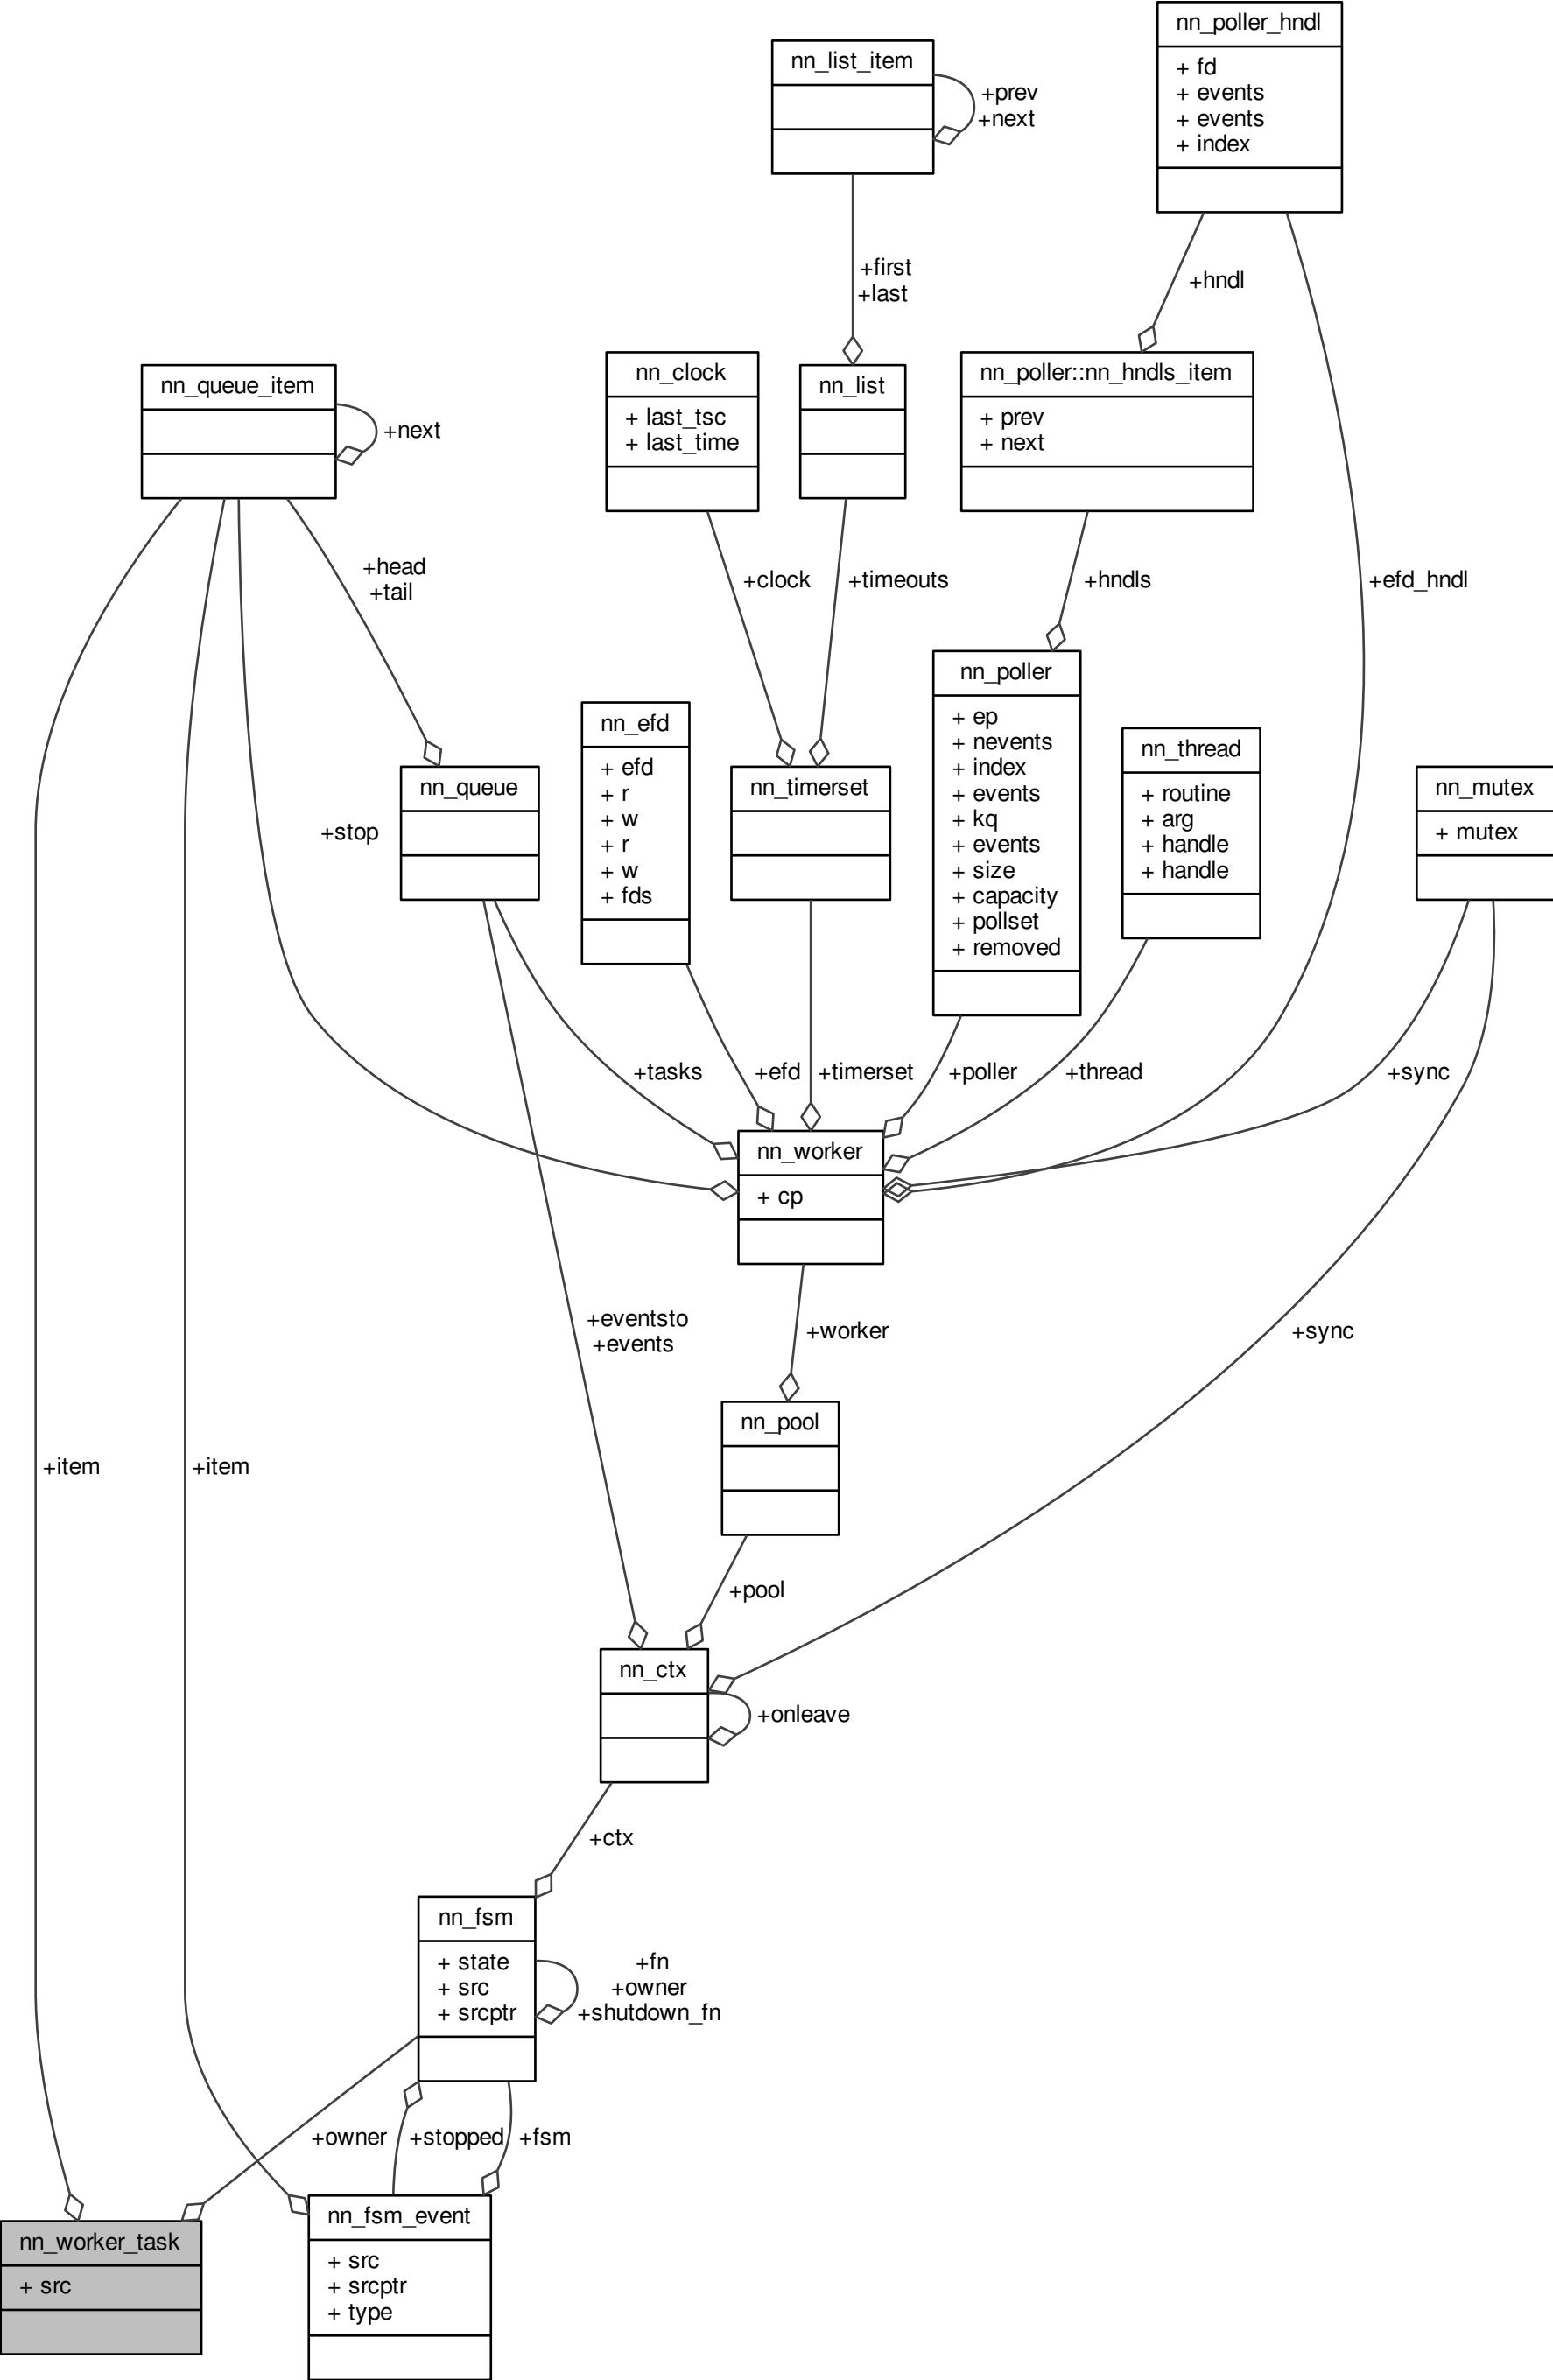 nn_poller_hndl
+ fd
+ events
+ events
+ index
nn_list_item
+prev
+next
+first
+last
+hndl
nn_queue_item
+next
nn_clock
+ last_tsc
+ last_time
nn_list
nn_poller::nn_hndls_item
+ prev
+ next
+head
+tail
+clock
+timeouts
+hndls
+efd_hndl
nn_efd
+ efd
+ r
+ w
+ r
+ w
+ fds
nn_poller
+ ep
+ nevents
+ index
+ events
+ kq
+ events
+ size
+ capacity
+ pollset
+ removed
nn_thread
+ routine
+ arg
+ handle
+ handle
+stop
nn_queue
nn_timerset
nn_mutex
+ mutex
+tasks
+efd
+timerset
+poller
+thread
+sync
nn_worker
+ cp
+eventsto
+events
+worker
+sync
nn_pool
+item
+item
+pool
nn_ctx
+onleave
+ctx
nn_fsm
+ state
+ src
+ srcptr
+fn
+owner
+shutdown_fn
+owner
+stopped
+fsm
nn_worker_task
+ src
nn_fsm_event
+ src
+ srcptr
+ type